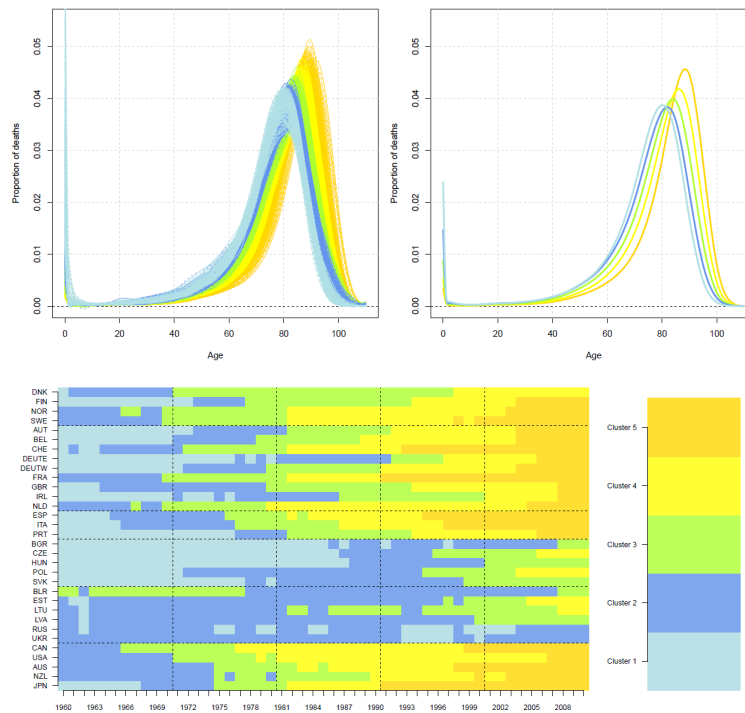 0.05
0.04
0.03
0.02
0.01
0.00
Proportion of deaths
0 20 40 60 80 100
Age
0.05
0.04
0.03
0.02
0.01
0.00
Proportion of deaths
0 20 40 60 80 100
Age
DNK
FIN
NOR
SWE
AUT
BEL
CHE
DEUTE
DEUTW
FRA
GBR
IRL
NLD
ESP
ITA
PRT
BGR
CZE
HUN
POL
SVK
BLR
EST
LTU
LVA
RUS
UKR
CAN
USA
AUS
NZL
JPN
1960 1963 1966 1969 1972 1975 1978 1981 1984 1987 1990 1993 1996 1999 2002 2005 2008
Cluster 5
Cluster 4
Cluster 3
Cluster 2
Cluster 1